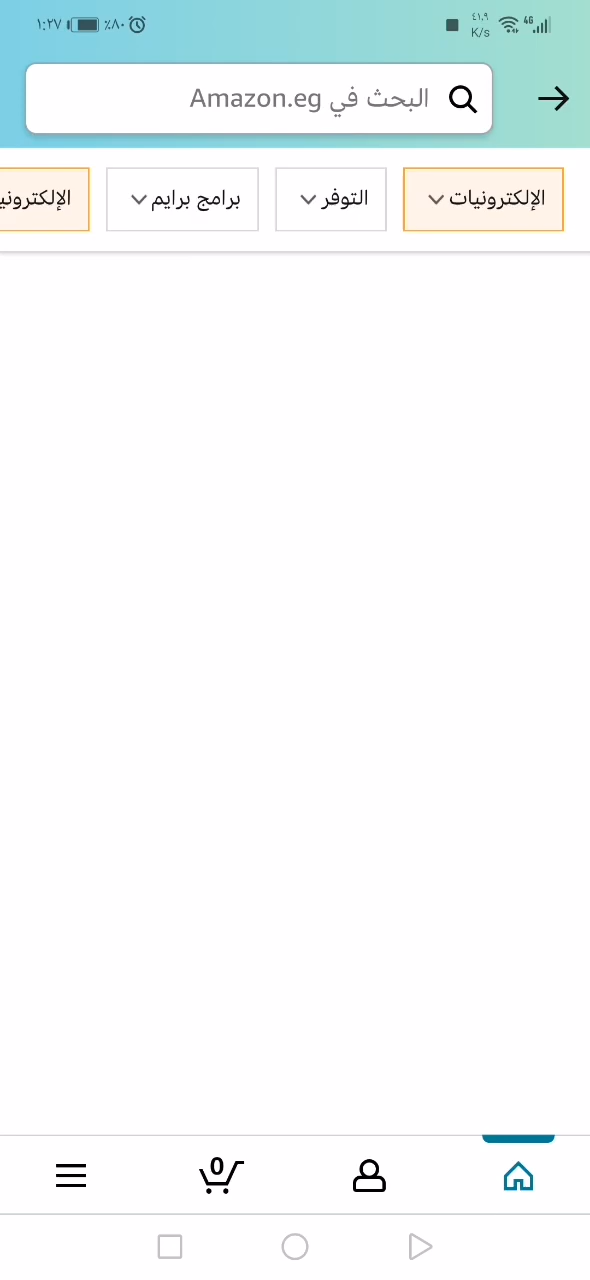 ١:٢٧ ٪٨٠ ٤١.٩ 4G
K/s
البحث في Amazon.eg
الإلكترونيات التوفر برامج برايم
0